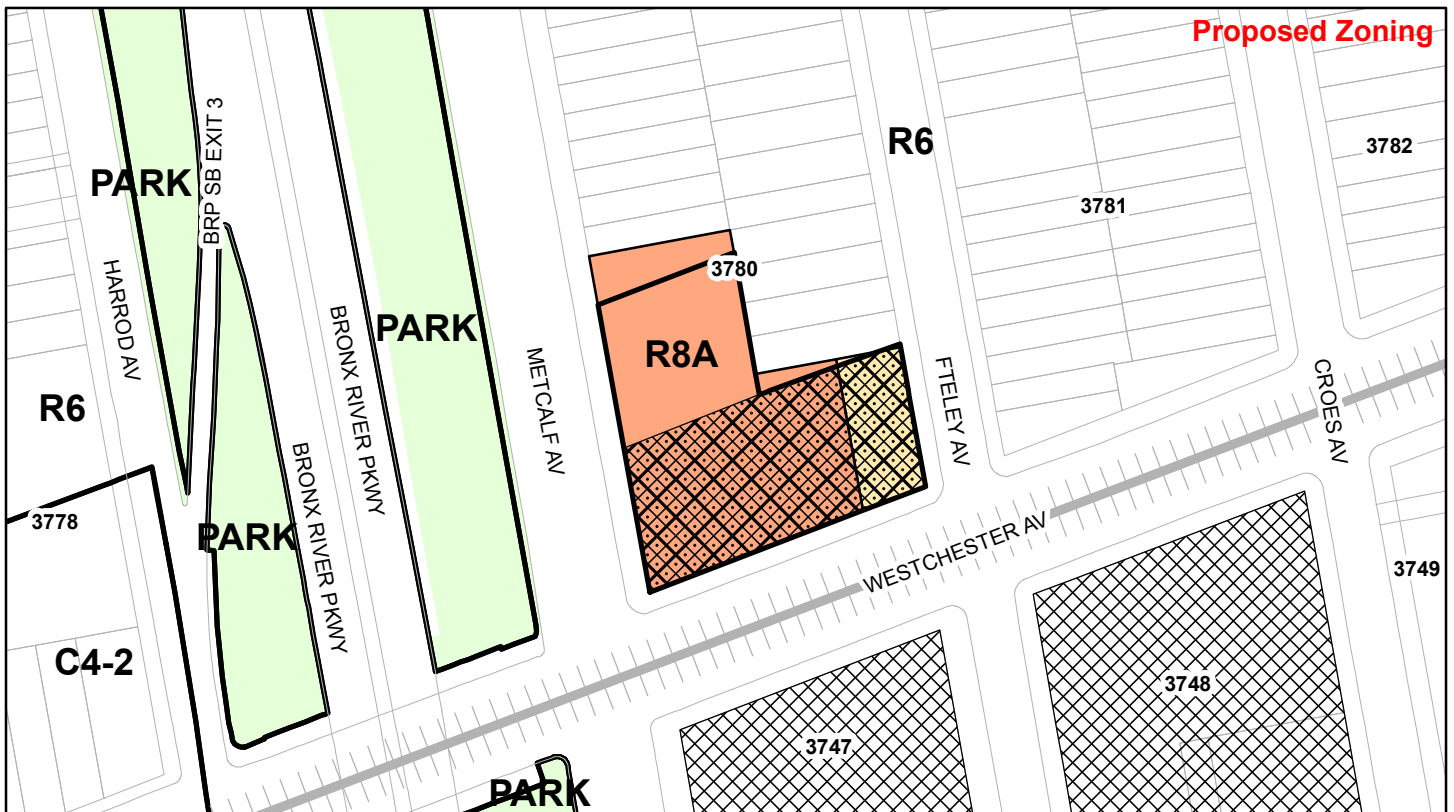 Proposed Zoning
PARK
BRP SB EXIT 3
R6
3782
3781
HARROD AV
3780
BRONX RIVER PKWY
PARK
METCALF AV
R8A
FTELEY AV
CROES AV
R6
BRONX RIVER PKWY
3778
PARK
WESTCHESTER AV
3749
C4-2
3748
3747
PARK